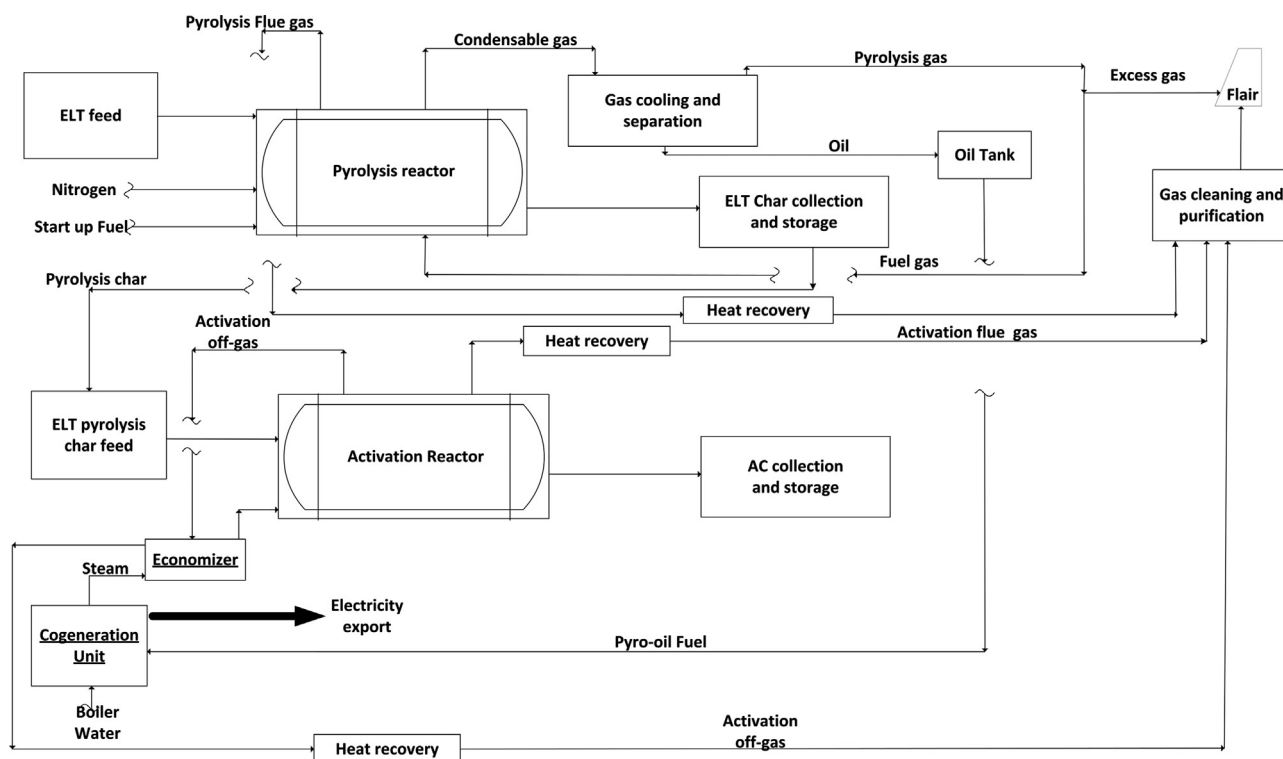 Pyrolysis Flue gas
Condensable gas
Pyrolysis gas
Excess gas
Flair
ELT feed
Gas cooling and
separation
Pyrolysis reactor
Oil
Oil Tank
Nitrogen
Start up Fuel
ELT Char collection
and storage
Gas cleaning and
purification
Fuel gas
Pyrolysis char
Heat recovery
Activation
off-gas
Heat recovery
Activation flue gas
ELT pyrolysis
char feed
Activation Reactor
AC collection
and storage
Economizer
Steam
Electricity
export
Cogeneration
Unit
Pyro-oil Fuel
Boiler
Water
Heat recovery
Activation
off-gas